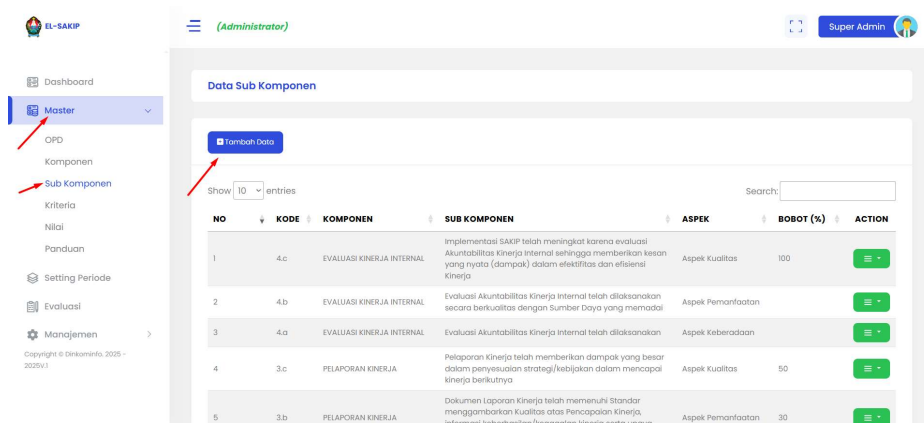 EL-SAKIP
(Administrator)
Super Admin
Dashboard
Master
OPD
Komponen
Sub Komponen
Kriteria
Nilai
Panduan
Setting Periode
Evaluasi
Manajemen
Copyright © Dinkominfo. 2025 -
2025V.1
Data Sub Komponen
Tambah Data
Show 10 entries
Search:
NO KODE KOMPONEN SUB KOMPONEN ASPEK BOBOT (%) ACTION
1 4.c EVALUASI KINERJA INTERNAL Implementasi SAKIP telah meningkat karena evaluasi
Akuntabilitas Kinerja Internal sehingga memberikan kesan
yang nyata (dampak) dalam efektifitas dan efisiensi
Kinerja Aspek Kualitas 100
2 4.b EVALUASI KINERJA INTERNAL Evaluasi Akuntabilitas Kinerja Internal telah dilaksanakan
secara berkualitas dengan Sumber Daya yang memadai Aspek Pemanfaatan
3 4.a EVALUASI KINERJA INTERNAL Evaluasi Akuntabilitas Kinerja Internal telah dilaksanakan Aspek Keberadaan
4 3.c PELAPORAN KINERJA Pelaporan Kinerja telah memberikan dampak yang besar
dalam penyesuaian strategi/kebijakan dalam mencapai
kinerja berikutnya Aspek Kualitas 50
5 3.b PELAPORAN KINERJA Dokumen Laporan Kinerja telah memenuhi Standar
menggambarkan Kualitas atas Pencapaian Kinerja, Aspek Pemanfaatan 30